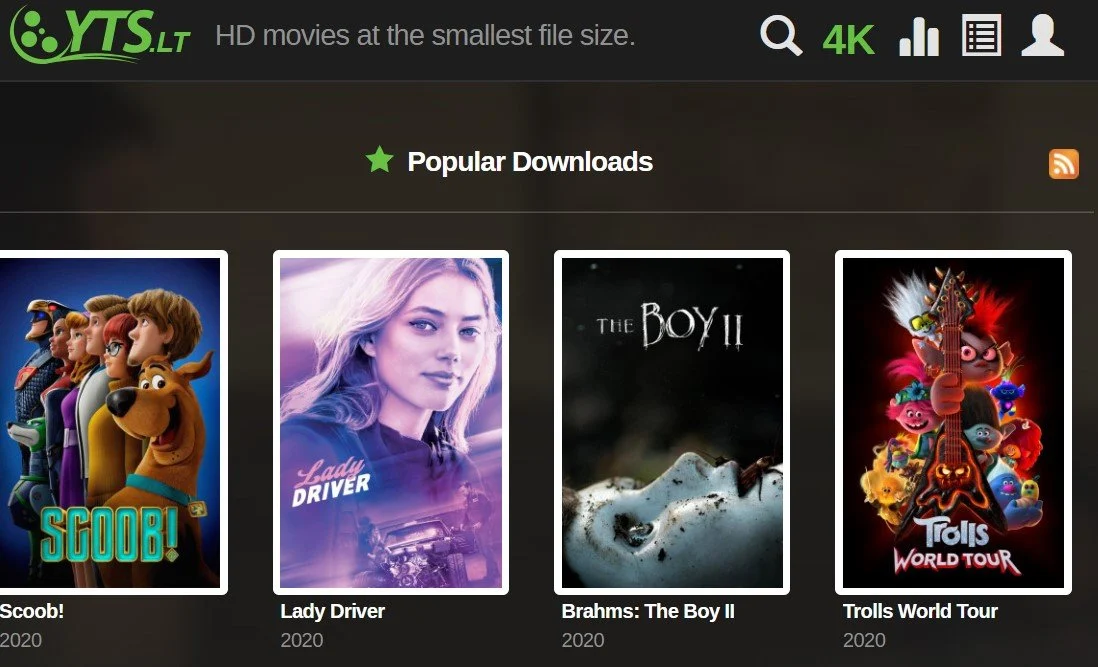 YTS.LT
HD movies at the smallest file size.
4K
Popular Downloads
SCOOB!
Lady
DRIVER
THE BOY II
Trolls
WORLD TOUR
Scoob!
Lady Driver
Brahms: The Boy II
Trolls World Tour
2020
2020
2020
2020